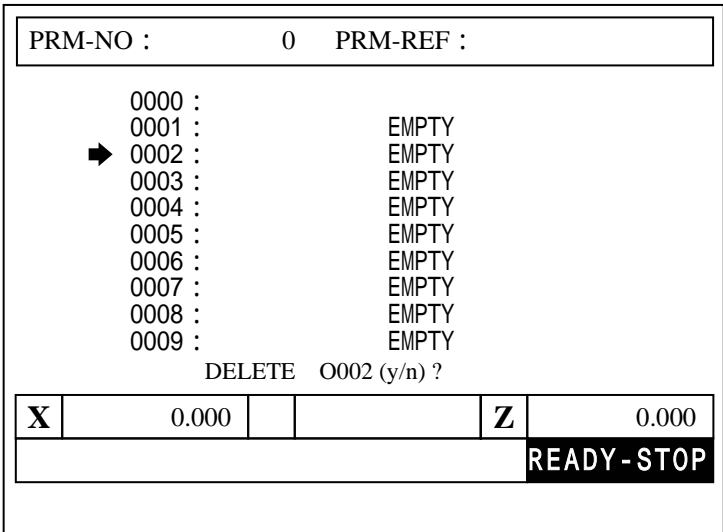 PRM-NO : 0 PRM-REF :
0000 :
0001 : EMPTY
0002 : EMPTY
0003 : EMPTY
0004 : EMPTY
0005 : EMPTY
0006 : EMPTY
0007 : EMPTY
0008 : EMPTY
0009 : EMPTY
DELETE O002 (y/n) ?
X 0.000 Z 0.000
READY-STOP